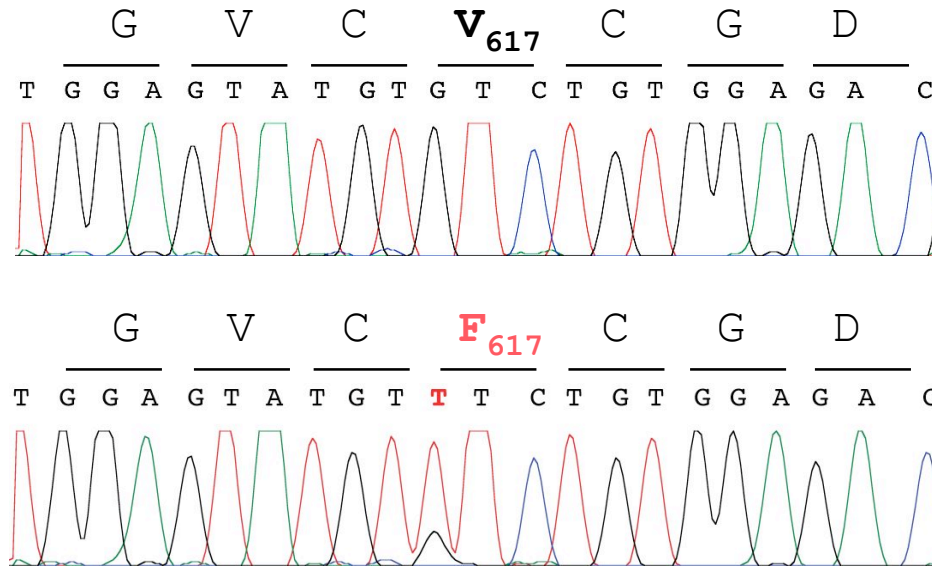 G V C V617 C G D
T G G A G T A T G T G T C T G T G G A G A C
G V C F617 C G D
T G G A G T A T G T T T C T G T G G A G A C